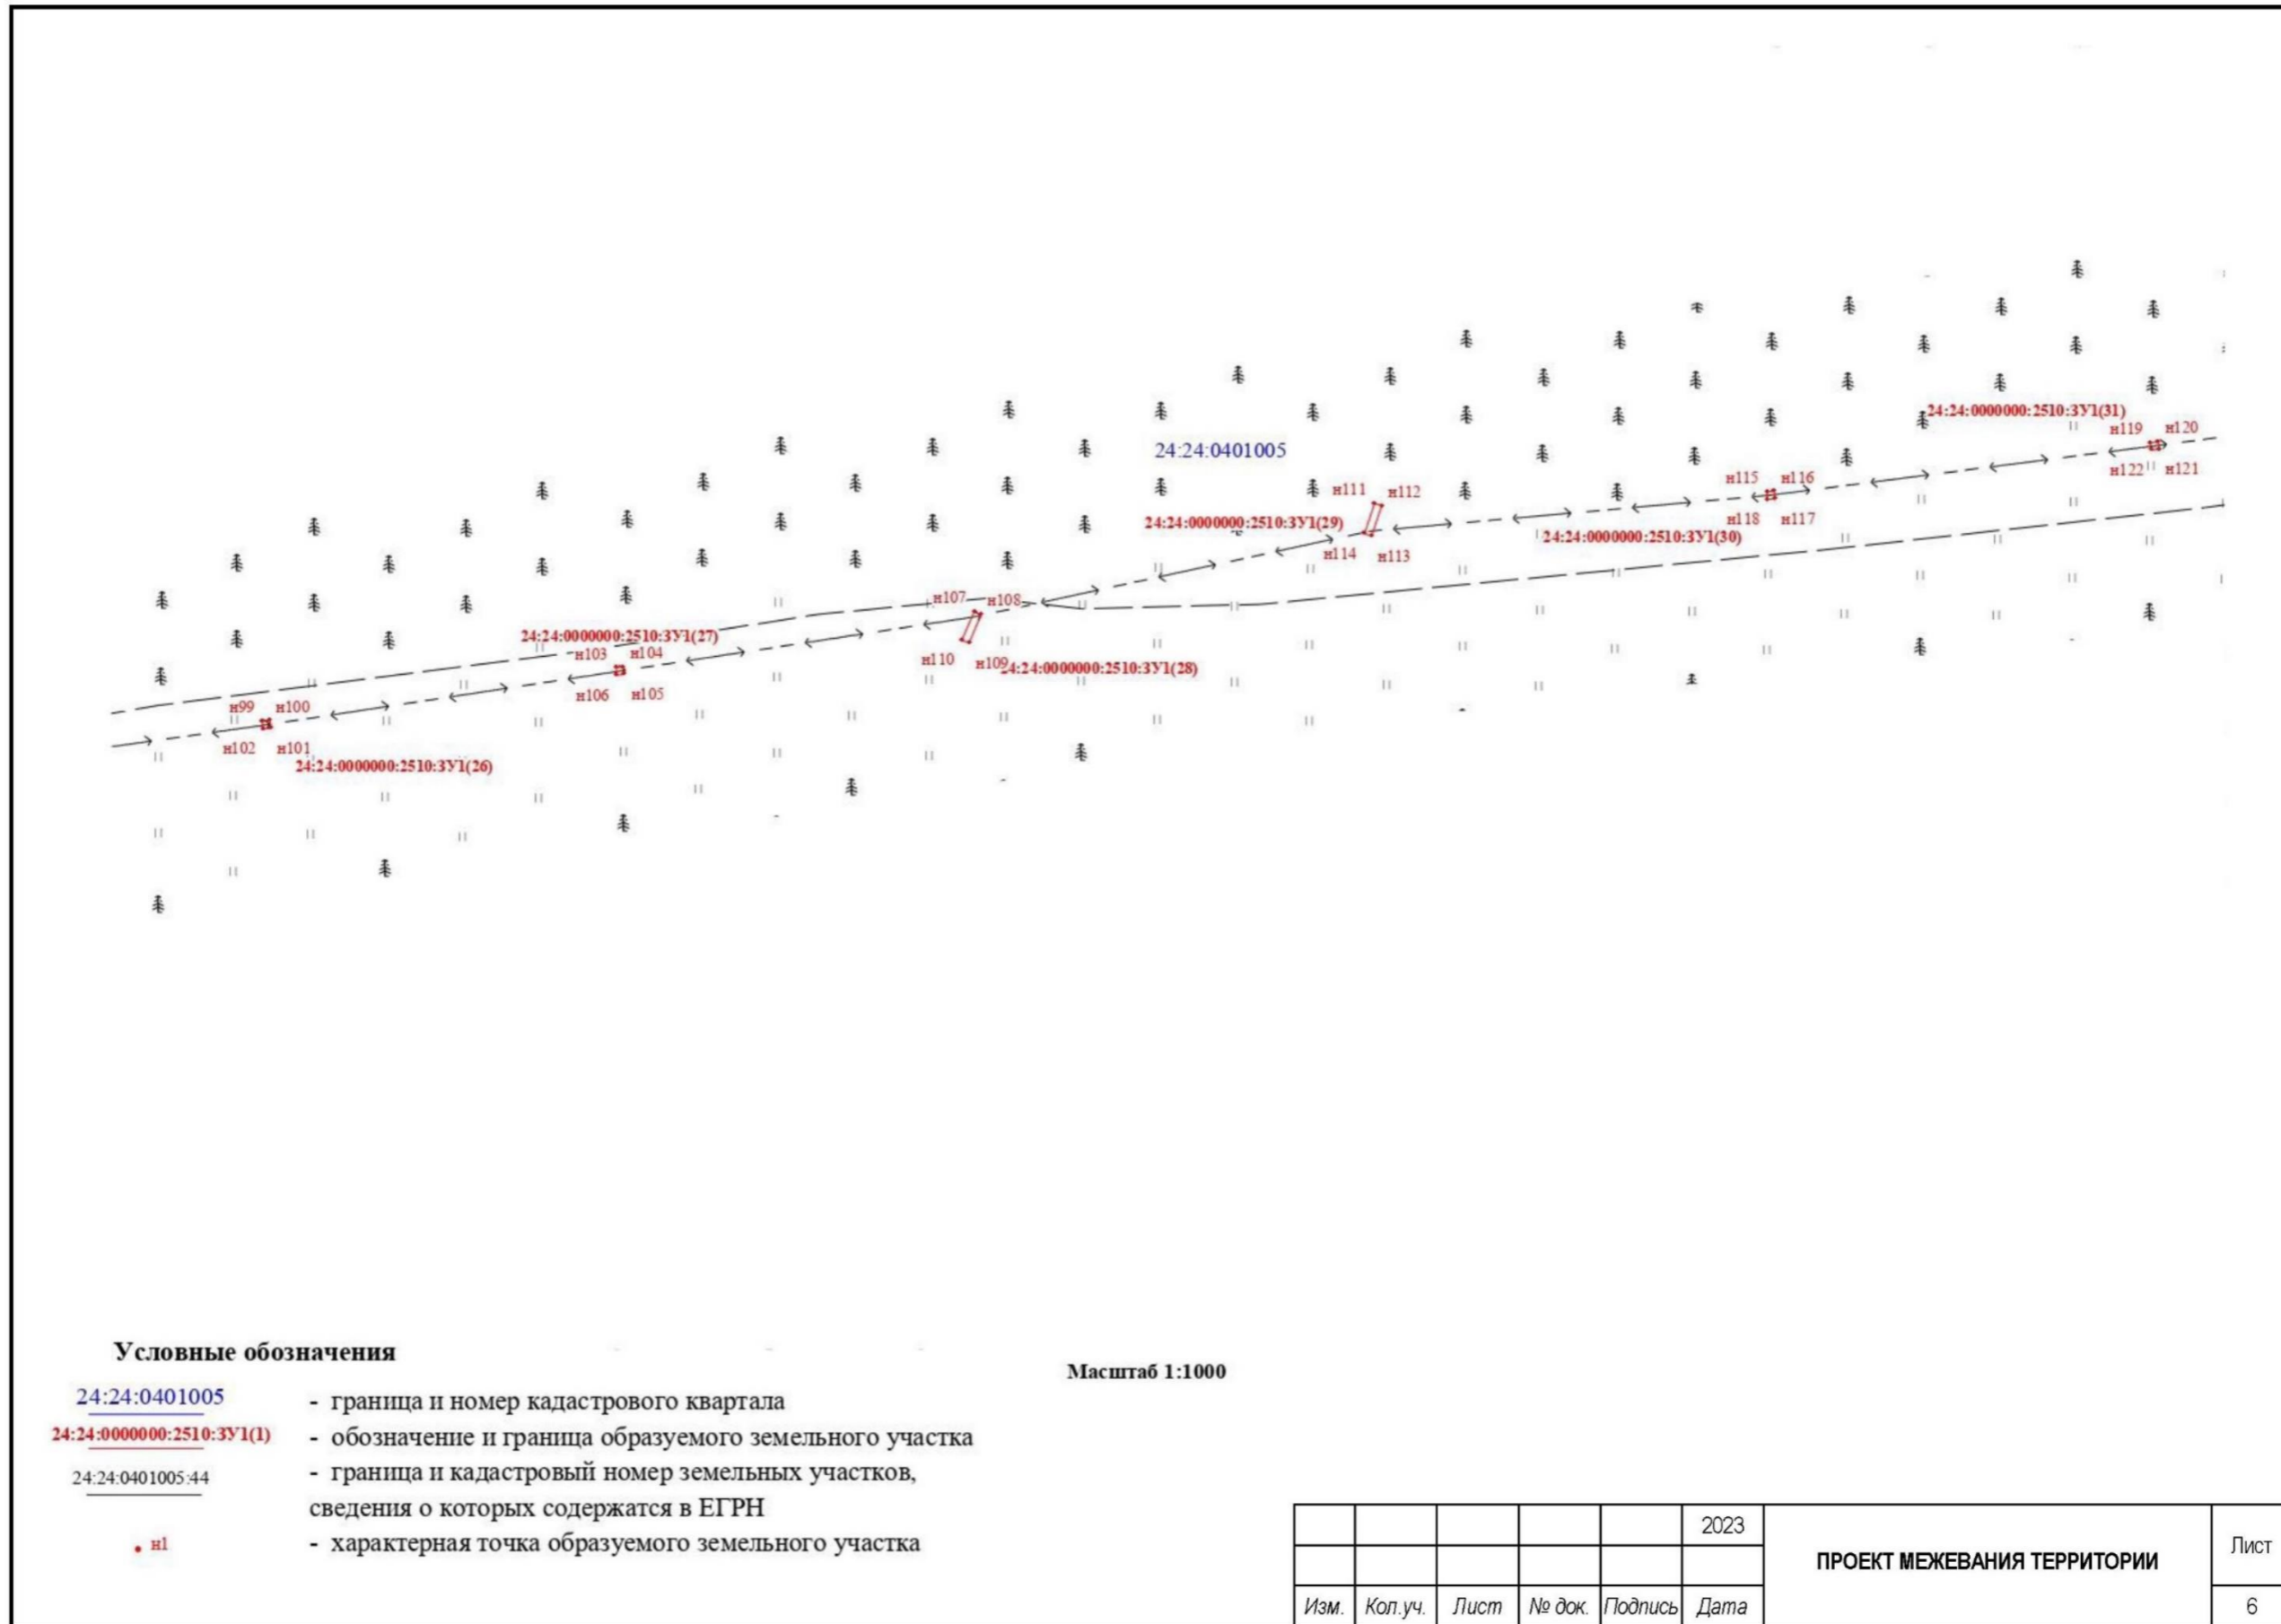 24:24:0000000:2510:ЗУ1(31)
н119 н120
24:24:0401005
н122 н121
н115 н116
н111 н112
24:24:0000000:2510:ЗУ1(29)
н118 н117
24:24:0000000:2510:ЗУ1(30)
н114 н113
н107 н108
24:24:0000000:2510:ЗУ1(27)
н103 н104
н110 н109
24:24:0000000:2510:ЗУ1(28)
н106 н105
н99 н100
н102 н101
24:24:0000000:2510:ЗУ1(26)
Условные обозначения
Масштаб 1:1000
24:24:0401005 - граница и номер кадастрового квартала
24:24:0000000:2510:ЗУ1(1) - обозначение и граница образуемого земельного участка
24:24:0401005:44 - граница и кадастровый номер земельных участков,
сведения о которых содержатся в ЕГРН
н1 - характерная точка образуемого земельного участка
2023
ПРОЕКТ МЕЖЕВАНИЯ ТЕРРИТОРИИ
Лист
Изм. Кол.уч. Лист № док. Подпись Дата
6